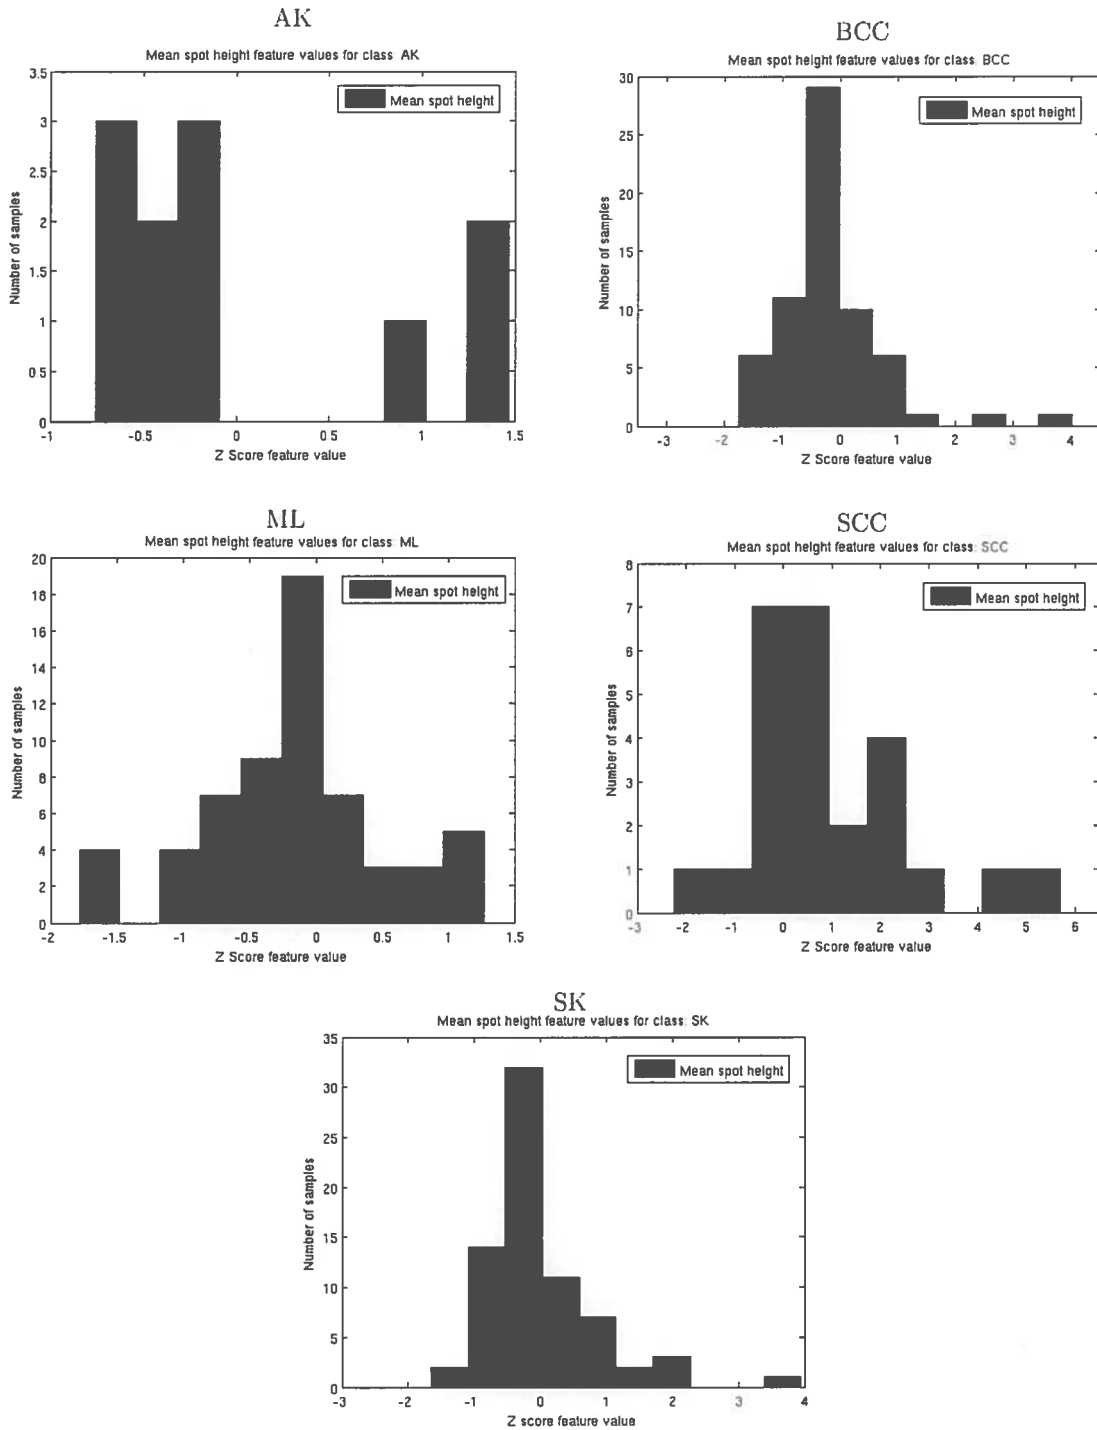 AK
Mean spot height feature values for class: AK
3.5
3
2.5
2
1.5
1
0.5
0
Number of samples
Mean spot height
-1 -0.5 0 0.5 1 1.5
Z Score feature value
BCC
Mean spot height feature values for class: BCC
30
25
20
15
10
5
0
Number of samples
Mean spot height
-3 -2 -1 0 1 2 3 4
Z Score feature value
ML
Mean spot height feature values for class: ML
20
18
16
14
12
10
8
6
4
2
0
Number of samples
Mean spot height
-2 -1.5 -1 -0.5 0 0.5 1 1.5
Z Score feature value
SCC
Mean spot height feature values for class: SCC
8
7
6
5
4
3
2
1
0
Number of samples
Mean spot height
-3 -2 -1 0 1 2 3 4 5 6
Z Score feature value
SK
Mean spot height feature values for class: SK
35
30
25
20
15
10
5
0
Number of samples
Mean spot height
-3 -2 -1 0 1 2 3 4
Z score feature value